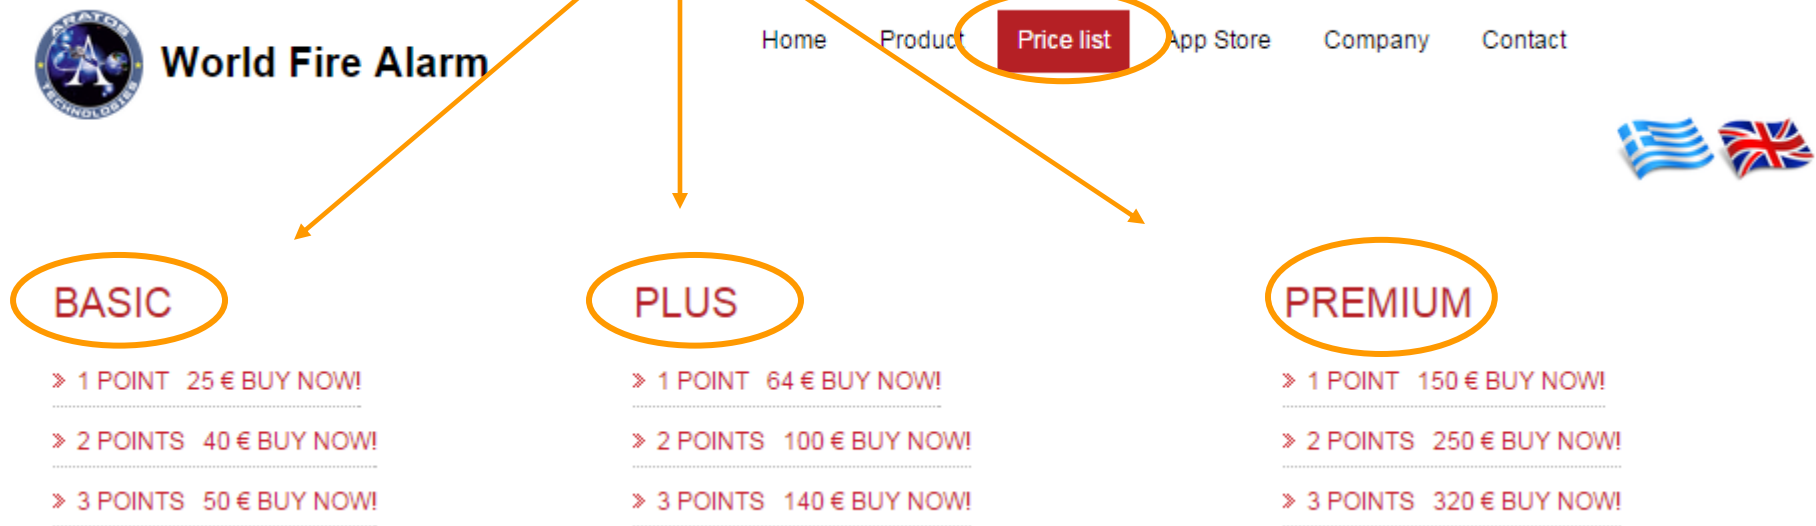 ARATOS
TECHNOLOGIES
World Fire Alarm
Home Product Price list App Store Company Contact
BASIC
» 1 POINT 25 € BUY NOW!
» 2 POINTS 40 € BUY NOW!
» 3 POINTS 50 € BUY NOW!
PLUS
» 1 POINT 64 € BUY NOW!
» 2 POINTS 100 € BUY NOW!
» 3 POINTS 140 € BUY NOW!
PREMIUM
» 1 POINT 150 € BUY NOW!
» 2 POINTS 250 € BUY NOW!
» 3 POINTS 320 € BUY NOW!